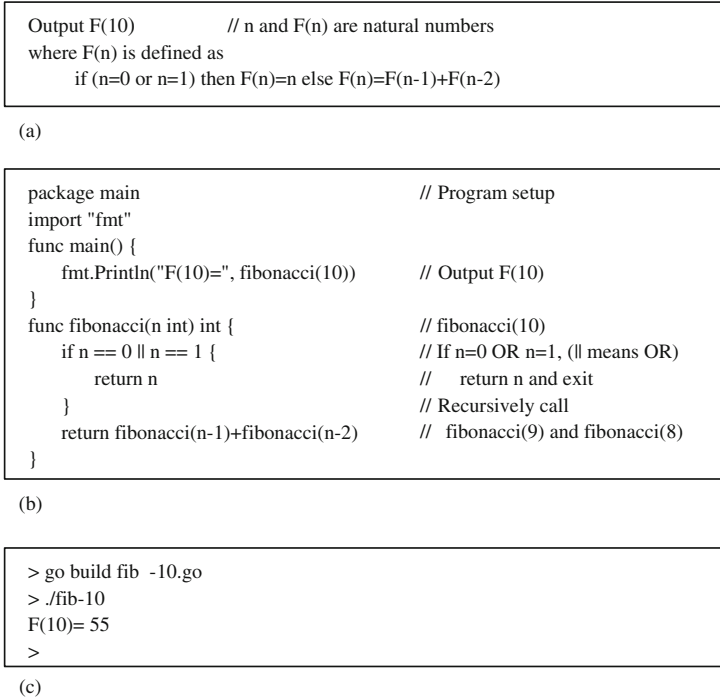 Output F(10) // n and F(n) are natural numbers
where F(n) is defined as
if (n=0 or n=1) then F(n)=n else F(n)=F(n-1)+F(n-2)
(a)
package main // Program setup
import "fmt"
func main() {
fmt.Println("F(10)=", fibonacci(10)) // Output F(10)
}
func fibonacci(n int) int { // fibonacci(10)
if n == 0 || n == 1 { // If n=0 OR n=1, (|| means OR)
return n // return n and exit
} // Recursively call
return fibonacci(n-1)+fibonacci(n-2) // fibonacci(9) and fibonacci(8)
}
(b)
> go build fib -10.go
> ./fib-10
F(10)= 55
>
(c)